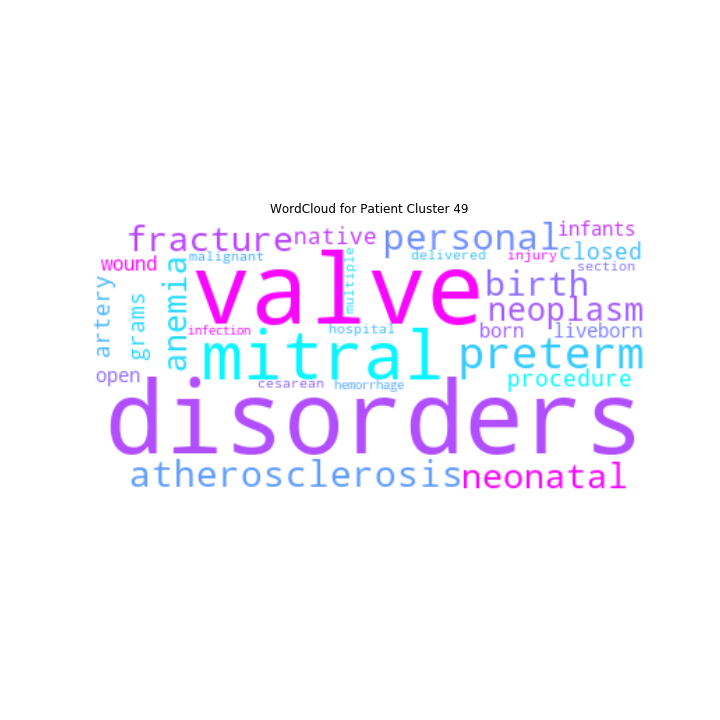 WordCloud for Patient Cluster 49
fracture
native
personal
infants
wound
malignant
multiple
delivered
injury
closed
section
artery
grams
anemia
valve
birth
neoplasm
infection
hospital
born
liveborn
mitral
preterm
open
cesarean
hemorrhage
procedure
disorders
atherosclerosis
neonatal